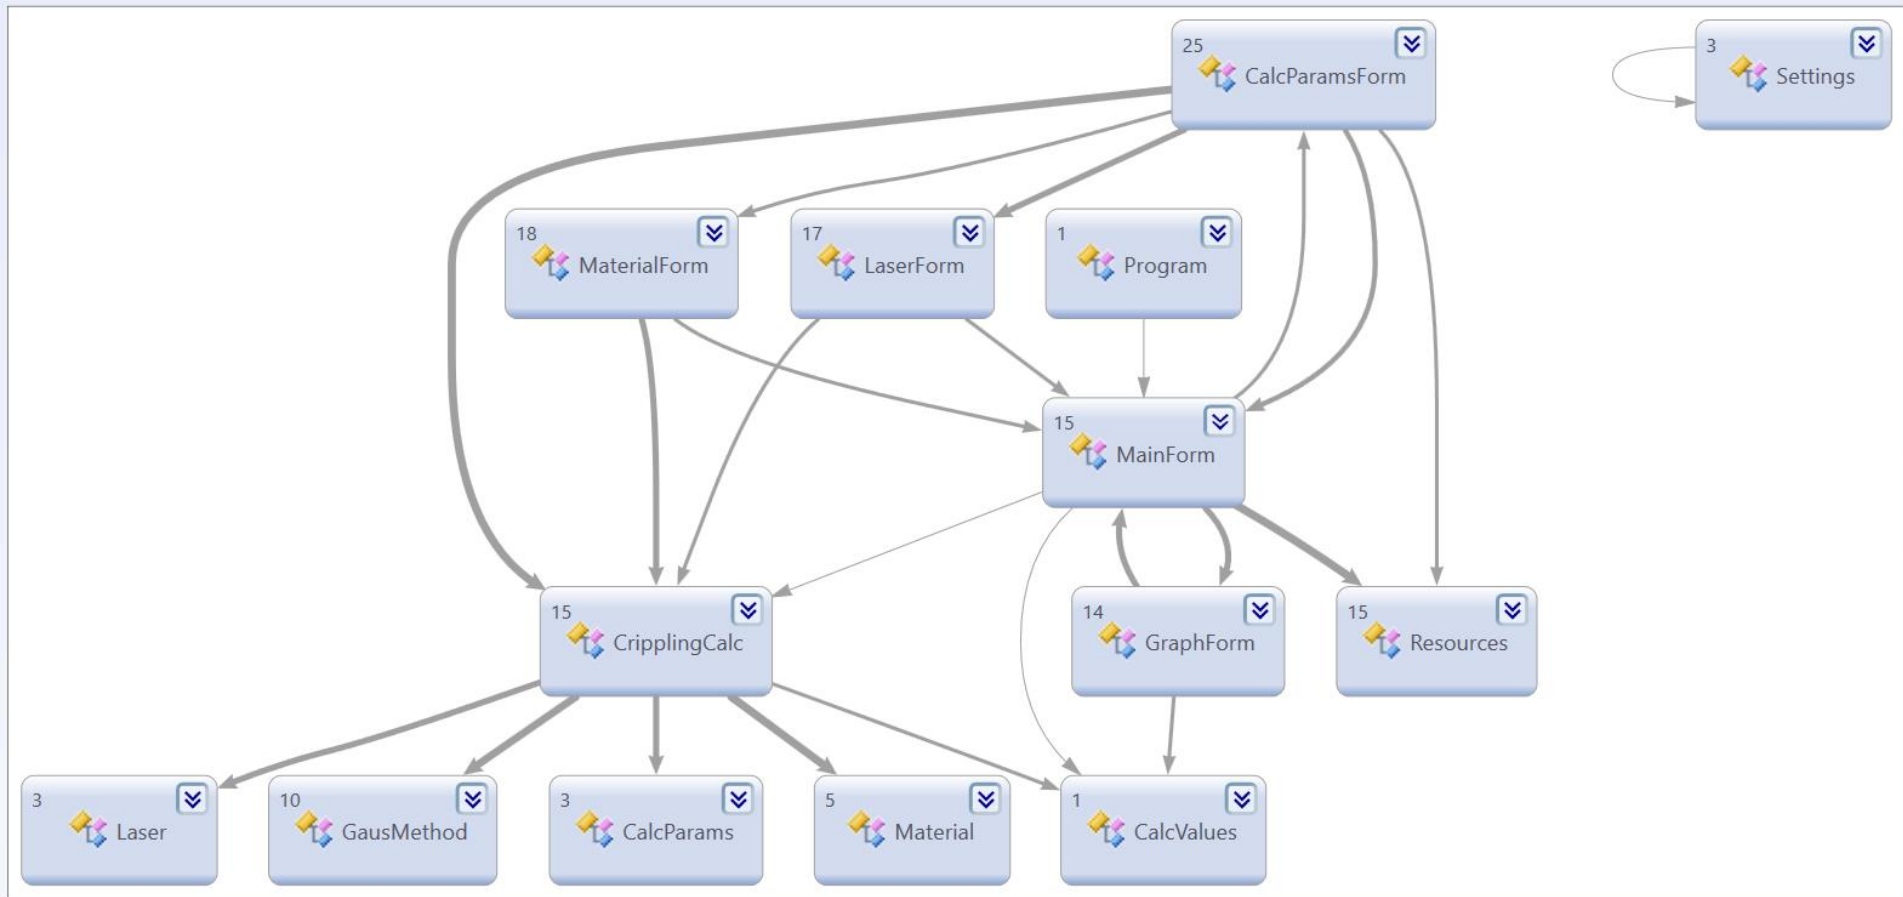 25
CalcParamsForm
3
Settings
18
MaterialForm
17
LaserForm
1
Program
15
MainForm
15
CripplingCalc
14
GraphForm
15
Resources
3
Laser
10
GausMethod
3
CalcParams
5
Material
1
CalcValues